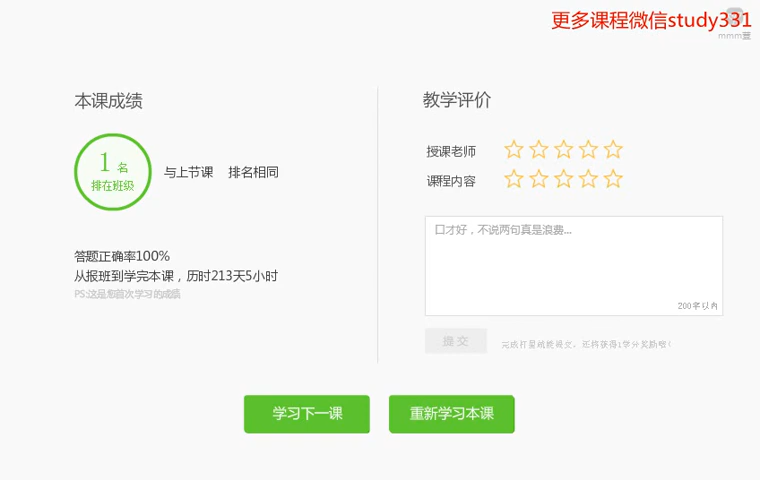 更多课程微信study331
mmm置
本课成绩
1 名
排在班级
与上节课 排名相同
答题正确率100%
从报班到学完本课，历时213天5小时
PS:这是您首次学习的成绩
教学评价
授课老师
课程内容
口才好，不说两句真是浪费...
200字以内
提 交
完成打星就能提交，还将获得1学分奖励哦！
学习下一课
重新学习本课